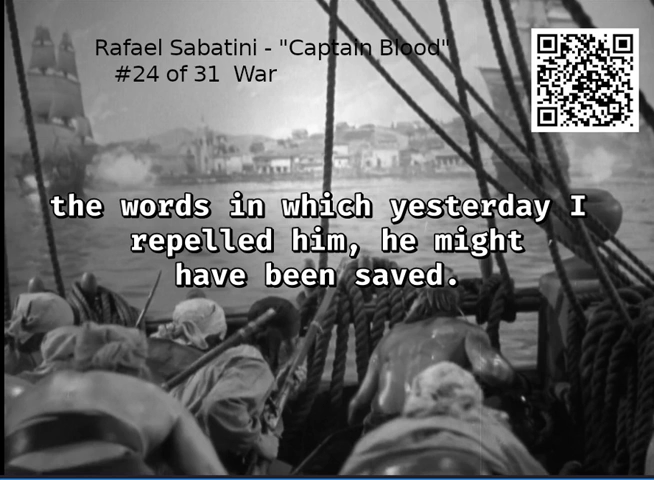 Rafael Sabatini - "Captain Blood"
#24 of 31 War
the words in which yesterday I
repelled him, he might
have been saved.